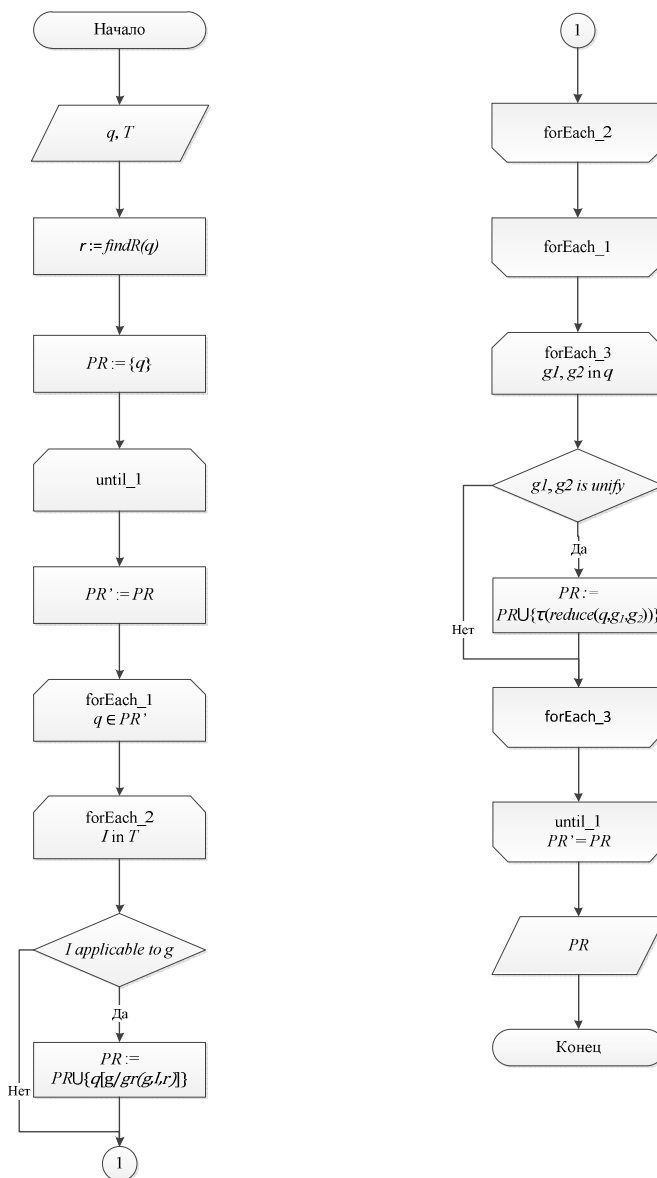 Начало
q, T
r := findR(q)
PR := {q}
until_1
PR' := PR
forEach_1
q ∈ PR'
forEach_2
I in T
I applicable to g
Да
PR :=
PR∪{q[g/gr(g,I,r)]}
Нет
1
1
forEach_2
forEach_1
forEach_3
g1, g2 in q
g1, g2 is unify
Да
PR :=
PR∪{τ(reduce(q,g1,g2))}
Нет
forEach_3
until_1
PR' = PR
PR
Конец